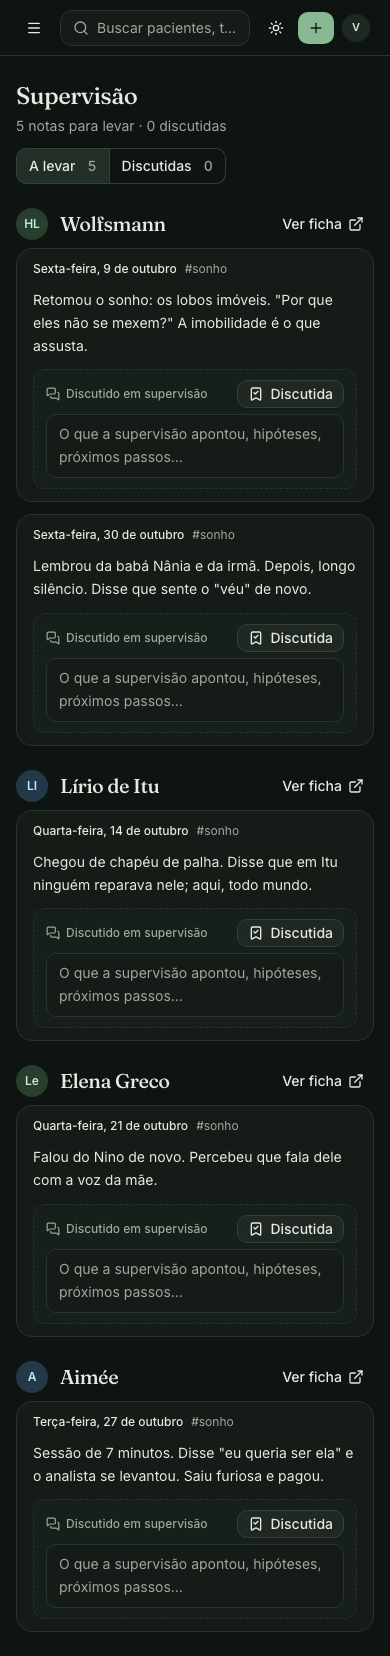 Buscar pacientes, t...
V
Supervisão
5 notas para levar · 0 discutidas
A levar 5 Discutidas 0
HL Wolfsmann Ver ficha
Sexta-feira, 9 de outubro #sonho
Retomou o sonho: os lobos imóveis. "Por que
eles não se mexem?" A imobilidade é o que
assusta.
Discutido em supervisão Discutida
O que a supervisão apontou, hipóteses,
próximos passos...
Sexta-feira, 30 de outubro #sonho
Lembrou da babá Nânia e da irmã. Depois, longo
silêncio. Disse que sente o "véu" de novo.
Discutido em supervisão Discutida
O que a supervisão apontou, hipóteses,
próximos passos...
LI Lírio de Itu Ver ficha
Quarta-feira, 14 de outubro #sonho
Chegou de chapéu de palha. Disse que em Itu
ninguém reparava nele; aqui, todo mundo.
Discutido em supervisão Discutida
O que a supervisão apontou, hipóteses,
próximos passos...
Le Elena Greco Ver ficha
Quarta-feira, 21 de outubro #sonho
Falou do Nino de novo. Percebeu que fala dele
com a voz da mãe.
Discutido em supervisão Discutida
O que a supervisão apontou, hipóteses,
próximos passos...
A Aimée Ver ficha
Terça-feira, 27 de outubro #sonho
Sessão de 7 minutos. Disse "eu queria ser ela" e
o analista se levantou. Saiu furiosa e pagou.
Discutido em supervisão Discutida
O que a supervisão apontou, hipóteses,
próximos passos...